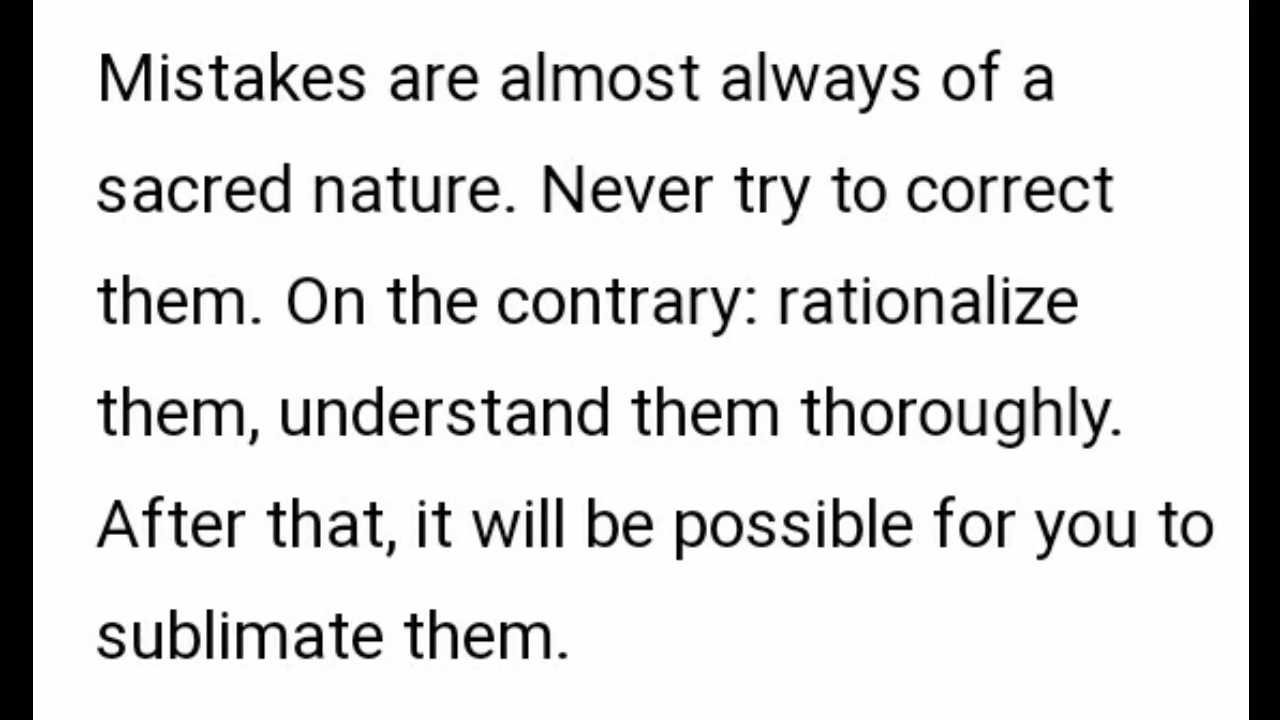 Mistakes are almost always of a
sacred nature. Never try to correct
them. On the contrary: rationalize
them, understand them thoroughly.
After that, it will be possible for you to
sublimate them.